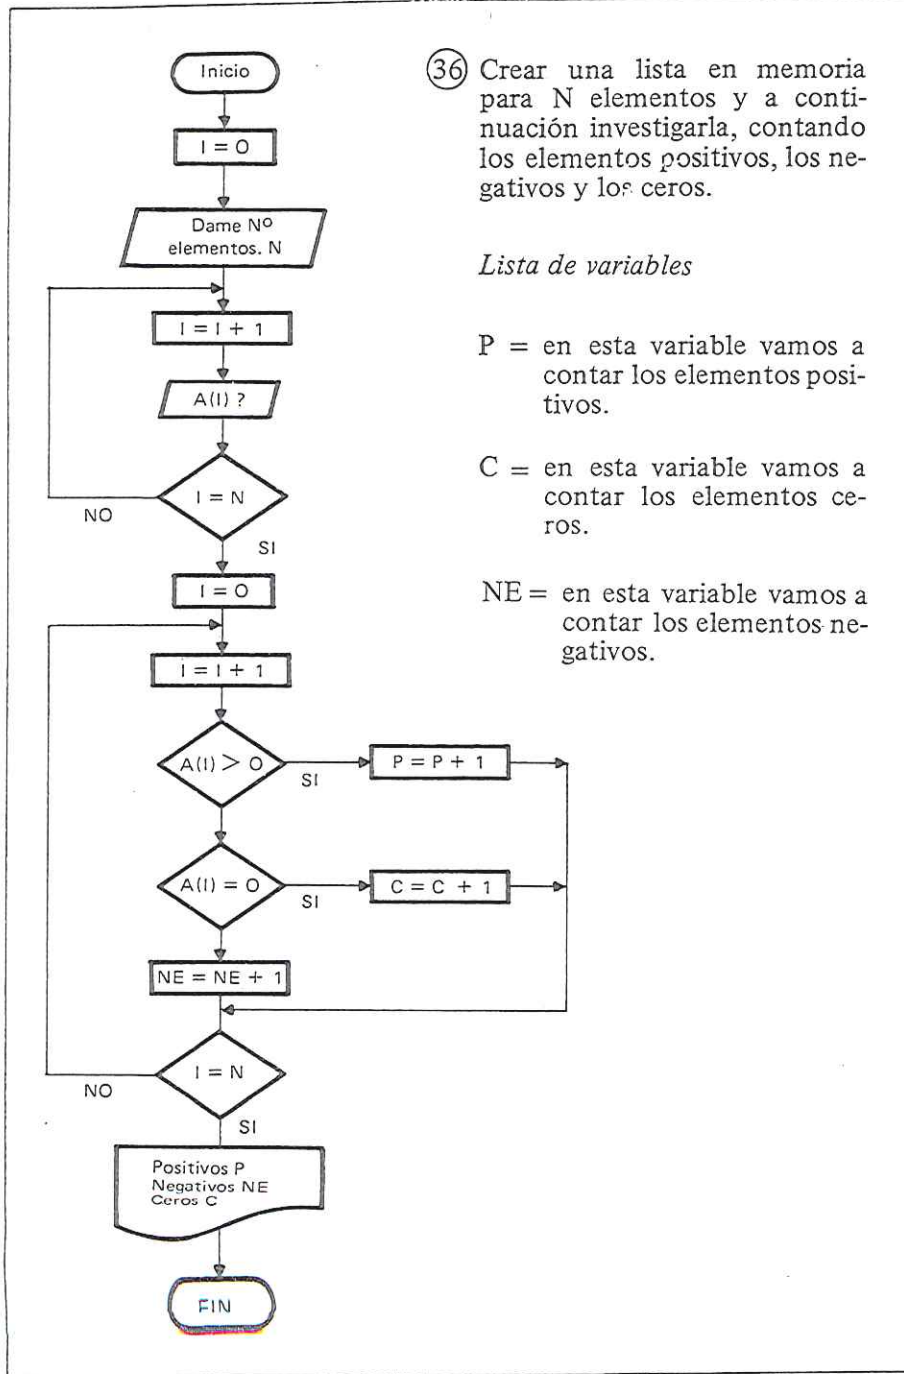 Inicio
I = 0
Dame Nº
elementos. N
I = I + 1
A(I) ?
I = N
NO
SI
I = 0
I = I + 1
A(I) > 0
SI
P = P + 1
A(I) = 0
SI
C = C + 1
NE = NE + 1
I = N
NO
SI
Positivos P
Negativos NE
Ceros C
FIN
36 Crear una lista en memoria
para N elementos y a conti-
nuación investigarla, contando
los elementos positivos, los ne-
gativos y los ceros.
Lista de variables
P = en esta variable vamos a
contar los elementos posi-
tivos.
C = en esta variable vamos a
contar los elementos ce-
ros.
NE = en esta variable vamos a
contar los elementos ne-
gativos.